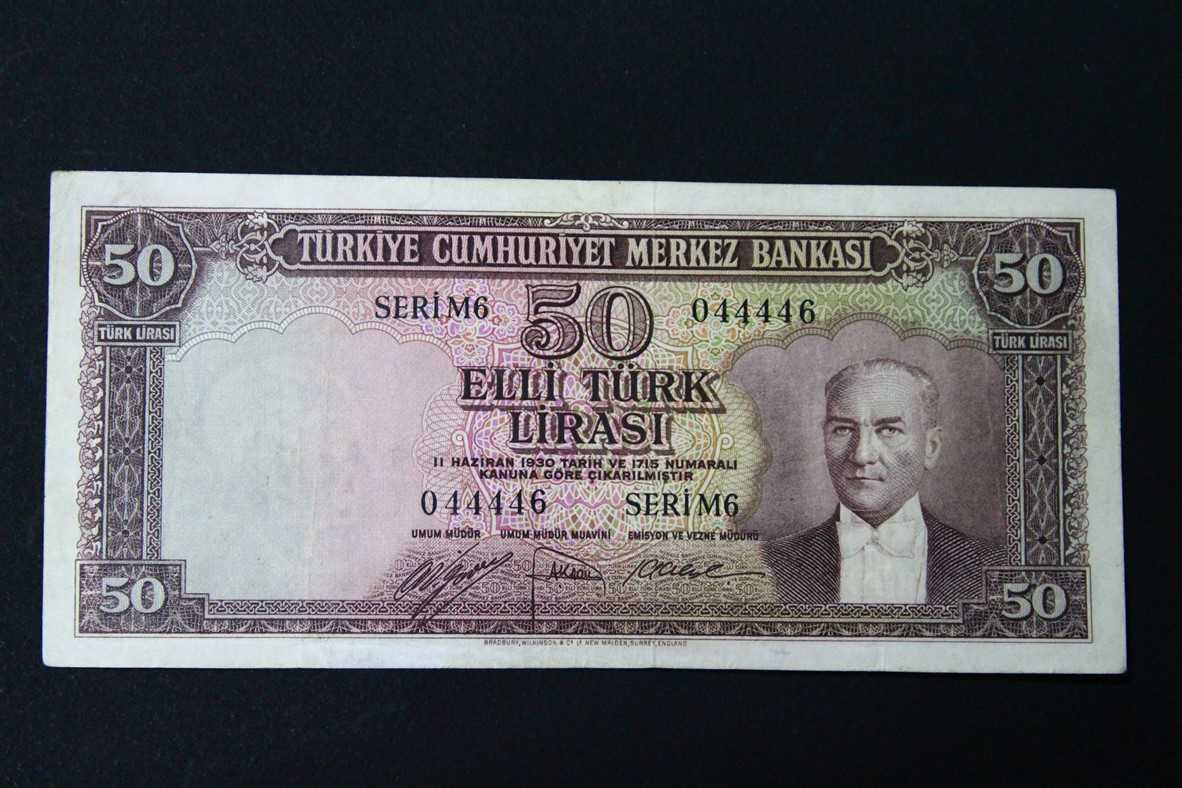 TÜRKİYE CUMHURİYET MERKEZ BANKASI
50
50
TÜRK LİRASI
TÜRK LİRASI
SERİ M6
50
044446
ELLİ TÜRK
LİRASI
11 HAZİRAN 1930 TARİH VE 1715 NUMARALI
KANUNA GÖRE ÇIKARILMIŞTIR
044446
SERİ M6
UMUM MÜDÜR
UMUM MÜDÜR MUAVİNİ
EMİSYON VE VEZNE MÜDÜRÜ
50
50
BRADBURY, WILKINSON & Cº Lᵈ NEW MALDEN, SURREY, ENGLAND